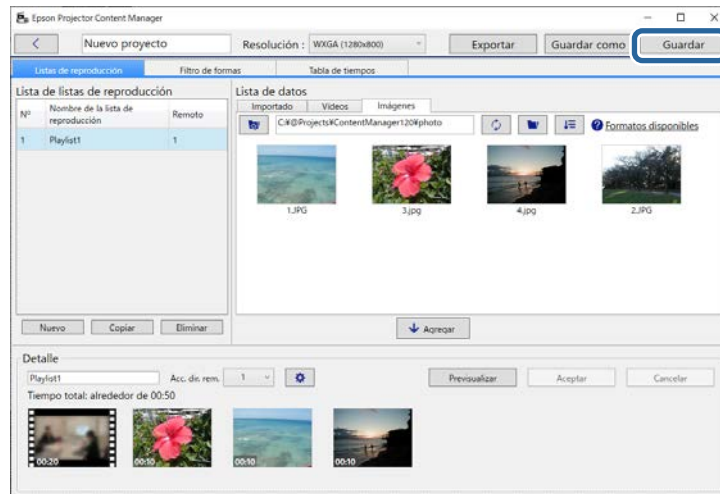 Epson Projector Content Manager
Nuevo proyecto
Resolución : WXGA (1280x800)
Exportar
Guardar como
Guardar
Listas de reproducción
Filtro de formas
Tabla de tiempos
Lista de listas de reproducción
Nº
Nombre de la lista de
reproducción
Remoto
1 Playlist1 1
Nuevo
Copiar
Eliminar
Lista de datos
Importado
Vídeos
Imágenes
C:¥@Projects¥ContentManager120¥photo
Formatos disponibles
1.JPG
3.jpg
4.jpg
2.JPG
Agregar
Detalle
Playlist1
Acc. dir. rem.
1
Previsualizar
Aceptar
Cancelar
Tiempo total: alrededor de 00:50
00:20
00:10
00:10
00:10